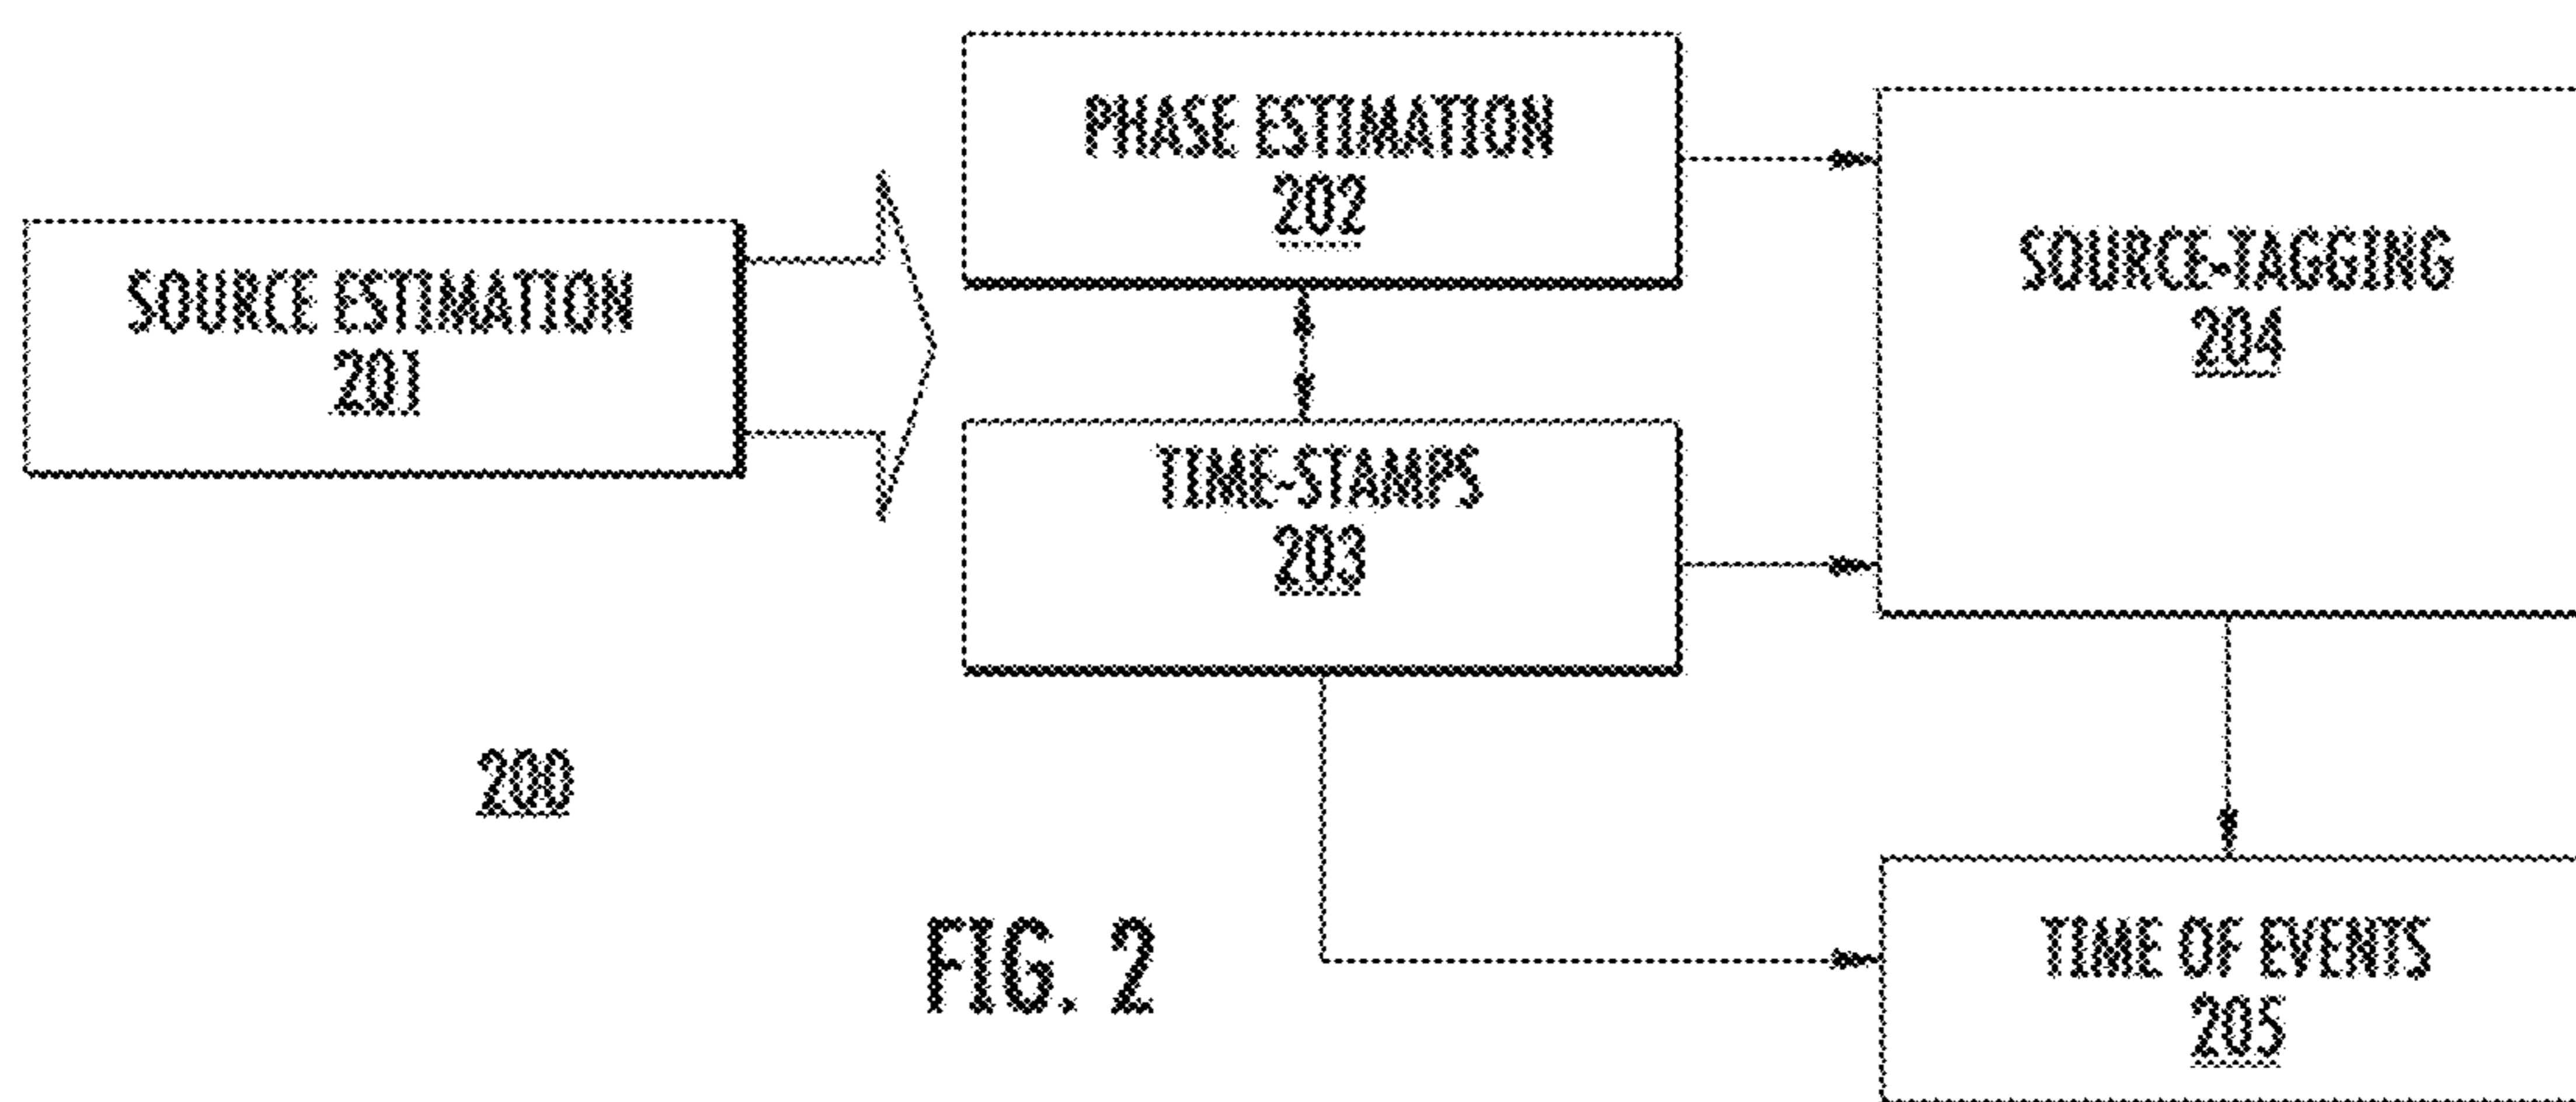 PHASE ESTIMATION
202
SOURCE ESTIMATION
201
SOURCE-TAGGING
204
TIME-STAMPS
203
200
FIG. 2
TIME OF EVENTS
205